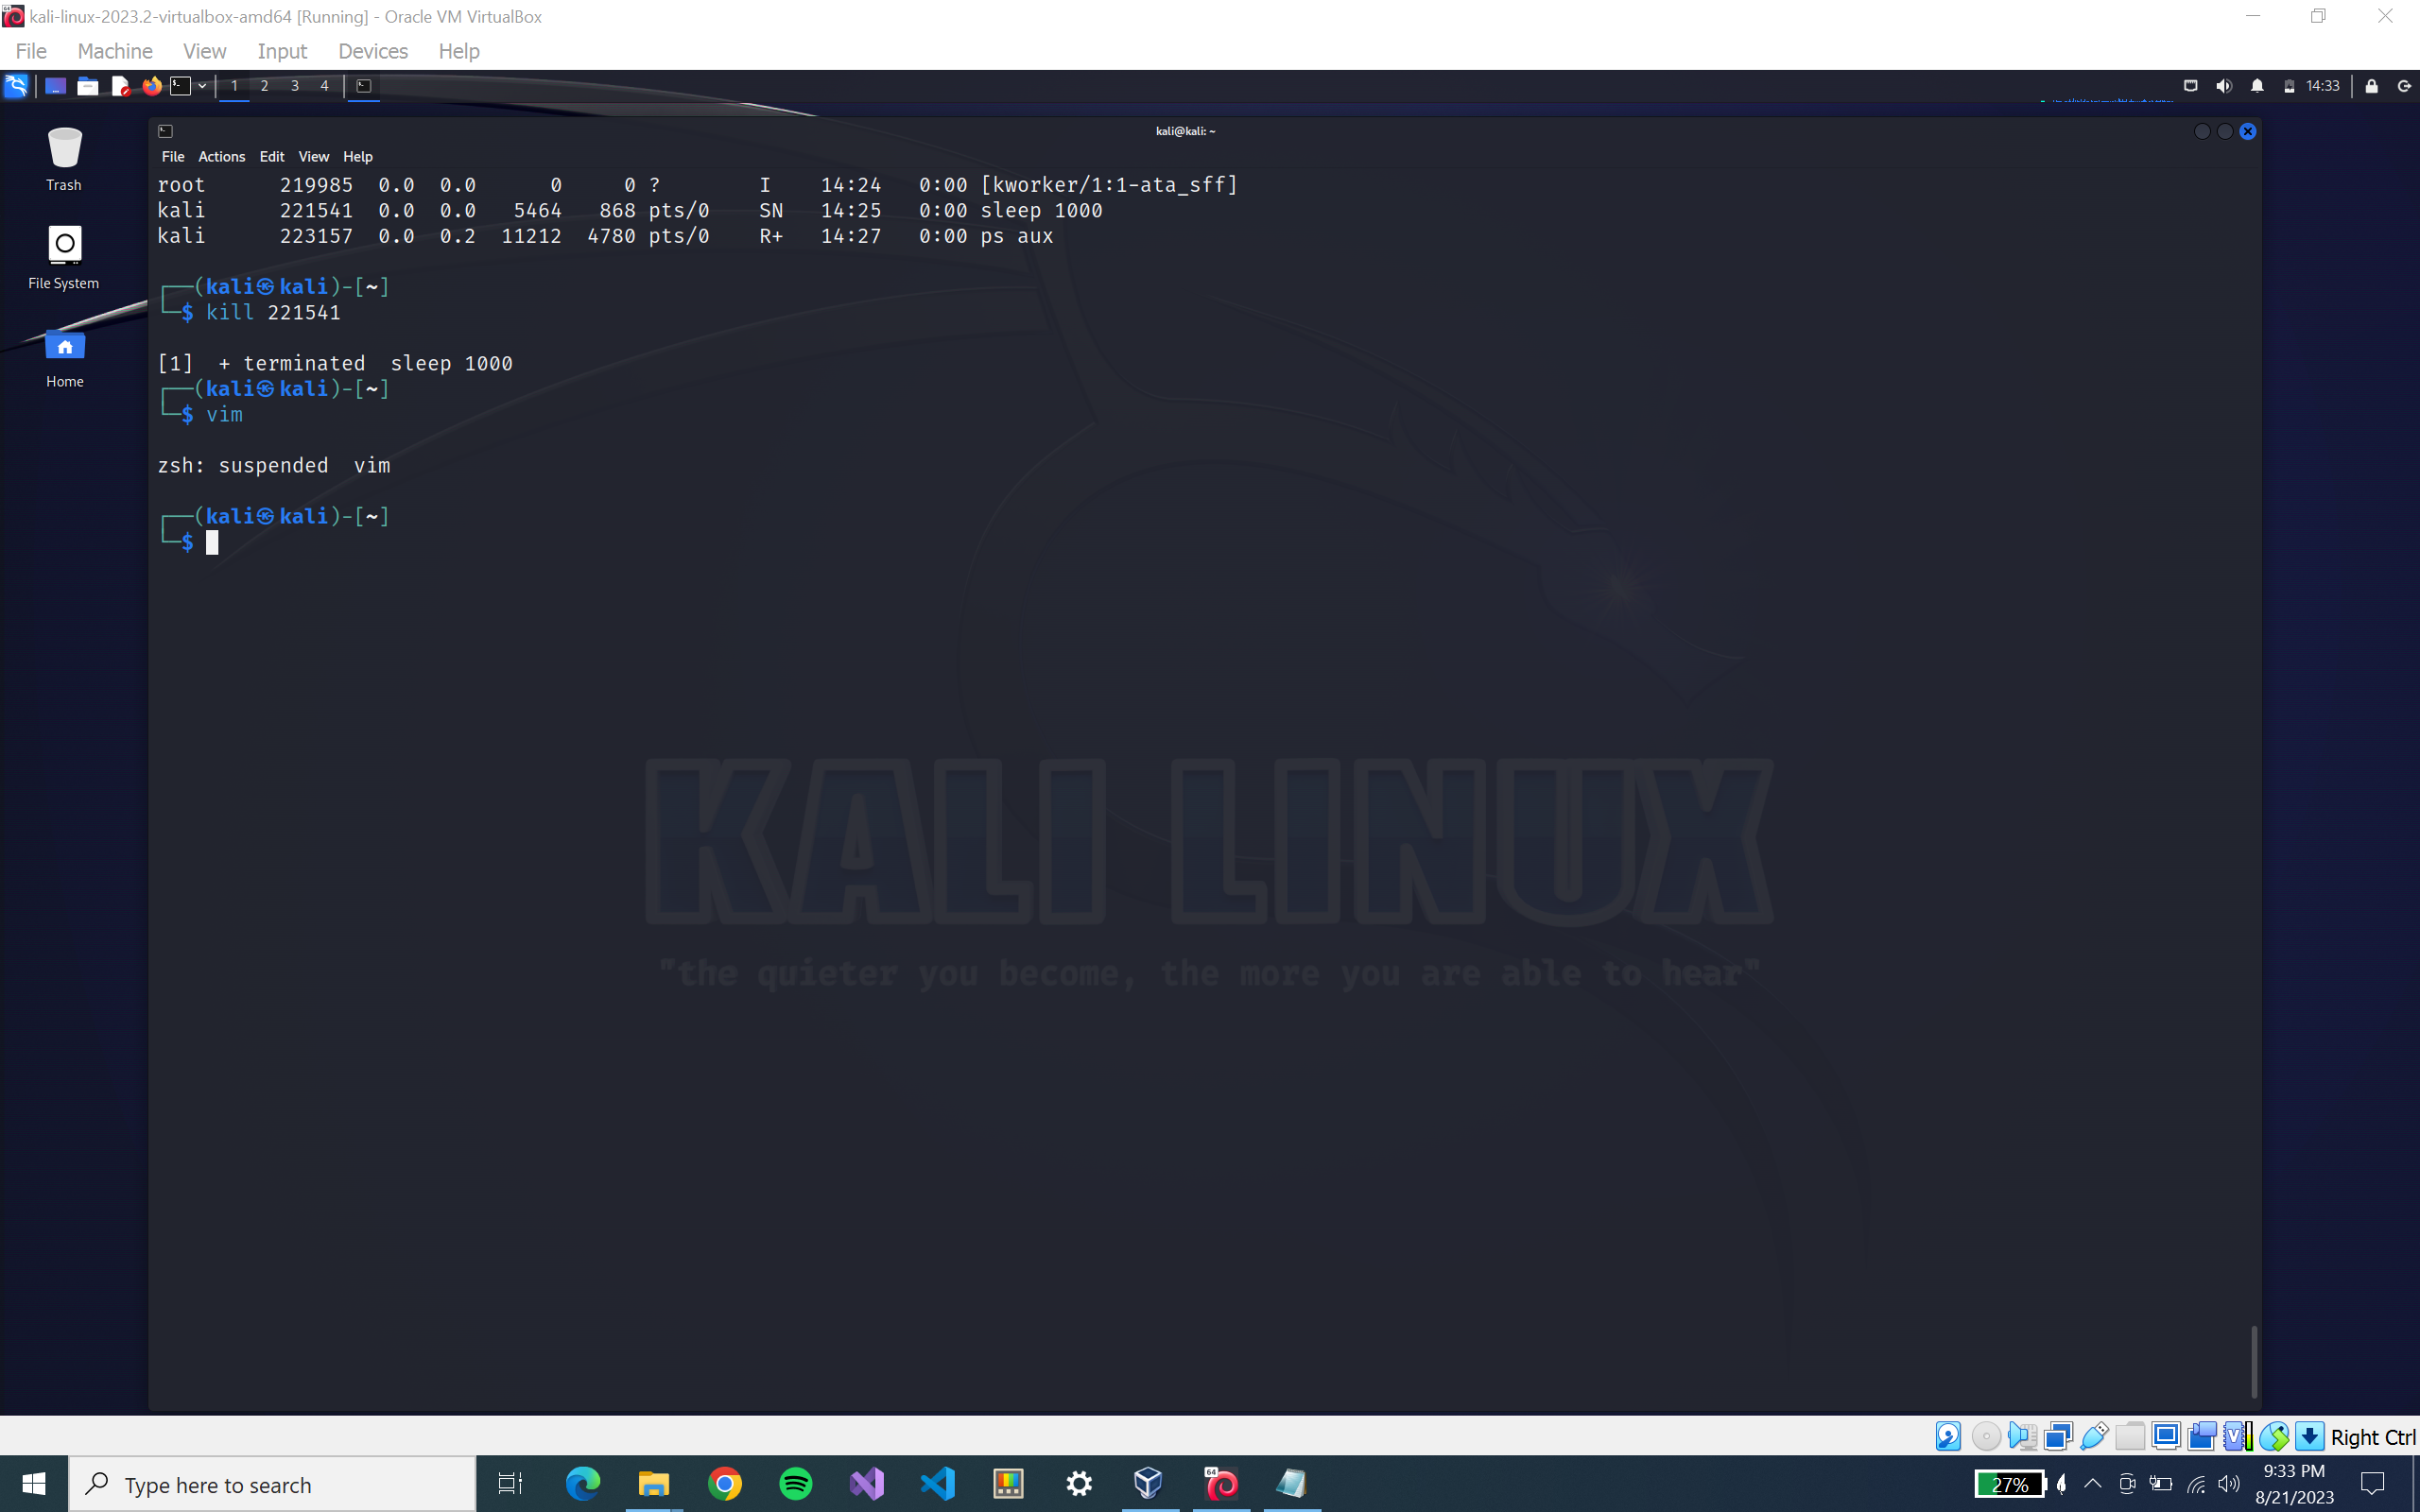 kali-linux-2023.2-virtualbox-amd64 [Running] - Oracle VM VirtualBox
File Machine View Input Devices Help
1 2 3 4
14:33
kali@kali: ~
File Actions Edit View Help
root 219985 0.0 0.0 0 0 ? I 14:24 0:00 [kworker/1:1-ata_sff]
kali 221541 0.0 0.0 5464 868 pts/0 SN 14:25 0:00 sleep 1000
kali 223157 0.0 0.2 11212 4780 pts/0 R+ 14:27 0:00 ps aux
┌──(kali㉿kali)-[~]
└─$ kill 221541
[1]  + terminated  sleep 1000
┌──(kali㉿kali)-[~]
└─$ vim
zsh: suspended  vim
┌──(kali㉿kali)-[~]
└─$
Trash
File System
Home
KALI LINUX
"the quieter you become, the more you are able to hear"
Right Ctrl
Type here to search
64
27%
9:33 PM
8/21/2023